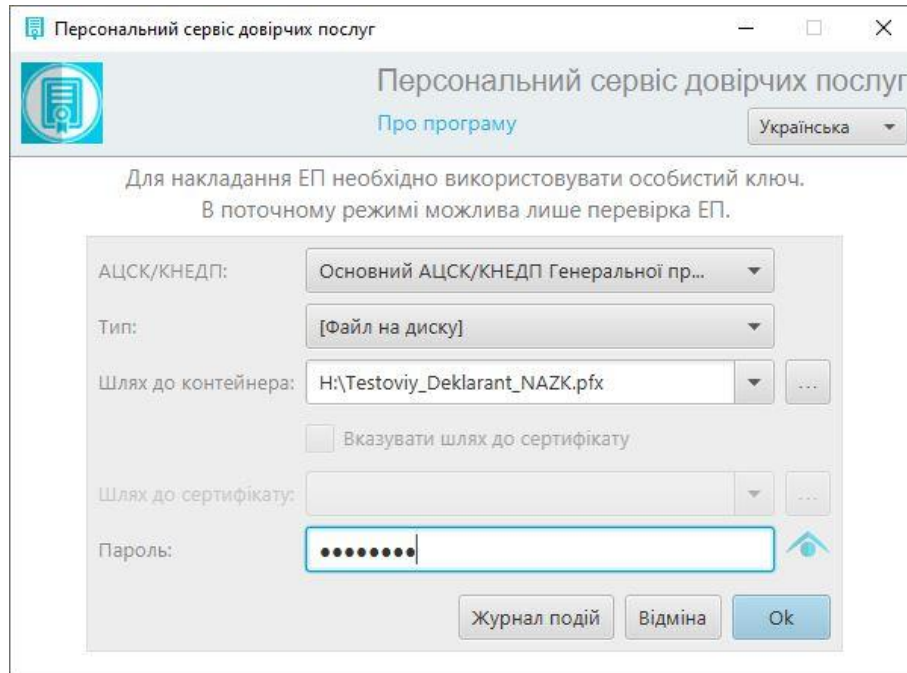 Персональний сервіс довірчих послуг
Персональний сервіс довірчих послуг
Про програму
Українська
Для накладання ЕП необхідно використовувати особистий ключ.
В поточному режимі можлива лише перевірка ЕП.
АЦСК/КНЕДП: Основний АЦСК/КНЕДП Генеральної пр...
Тип: [Файл на диску]
Шлях до контейнера: H:\Testoviy_Deklarant_NAZK.pfx ...
Вказувати шлях до сертифікату
Шлях до сертифікату: ...
Пароль: ●●●●●●●●
Журнал подій Відміна Ok